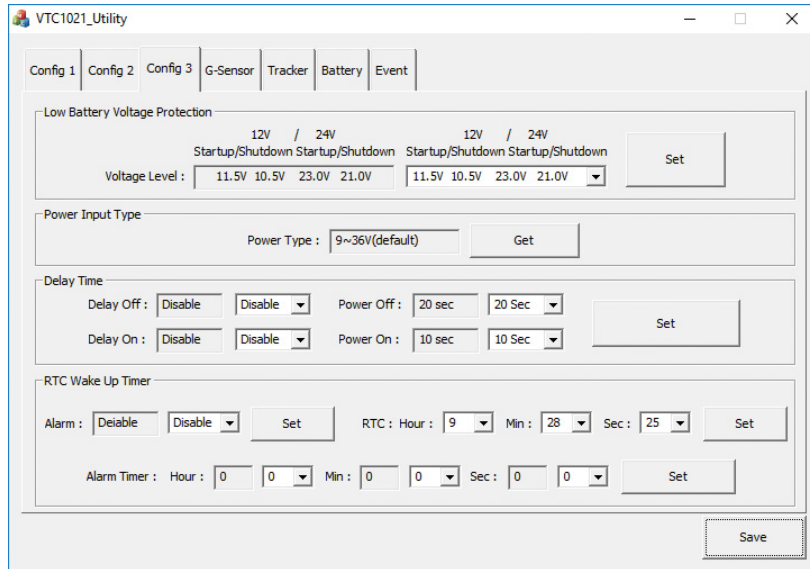 VTC1021_Utility
Config 1 Config 2 Config 3 G-Sensor Tracker Battery Event
Low Battery Voltage Protection
12V / 24V 12V / 24V
Startup/Shutdown Startup/Shutdown Startup/Shutdown Startup/Shutdown
Voltage Level : 11.5V 10.5V 23.0V 21.0V 11.5V 10.5V 23.0V 21.0V Set
Power Input Type
Power Type : 9~36V(default) Get
Delay Time
Delay Off : Disable Disable Power Off : 20 sec 20 Sec
Set
Delay On : Disable Disable Power On : 10 sec 10 Sec
RTC Wake Up Timer
Alarm : Deiable Disable Set RTC : Hour : 9 Min : 28 Sec : 25 Set
Alarm Timer : Hour : 0 0 Min : 0 0 Sec : 0 0 Set
Save